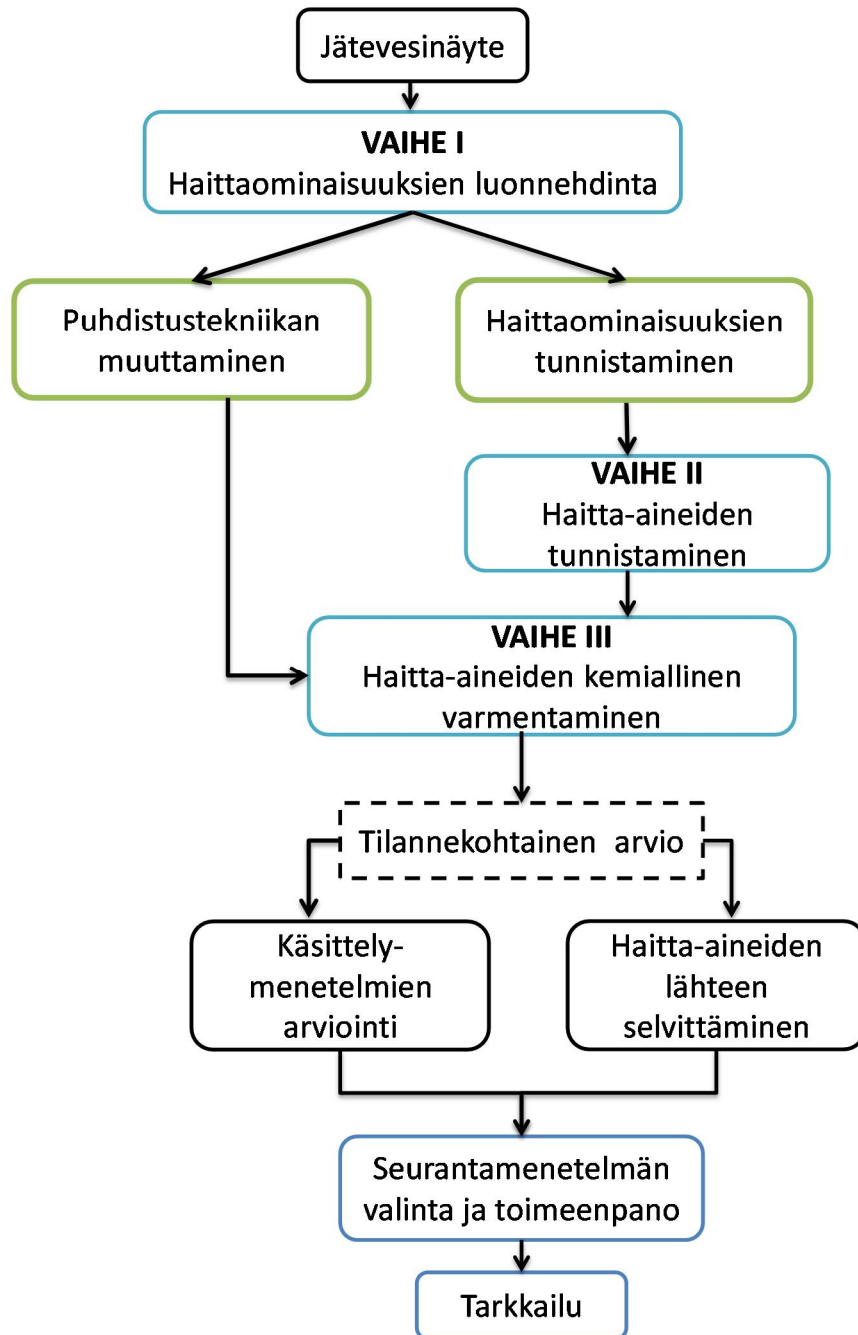 Jätevesinäyte
VAIHE I
Haittaominaisuuksien luonnehdinta
Puhdistustekniikan
muuttaminen
Haittaominaisuuksien
tunnistaminen
VAIHE II
Haitta-aineiden
tunnistaminen
VAIHE III
Haitta-aineiden kemiallinen
varmentaminen
Tilannekohtainen arvio
Käsittely-
menetelmien
arviointi
Haitta-aineiden
lähteen
selvittäminen
Seurantamenetelmän
valinta ja toimeenpano
Tarkkailu